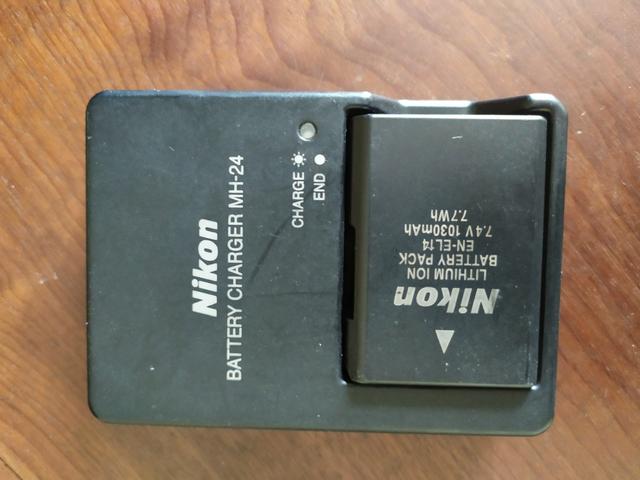 Nikon
BATTERY CHARGER MH-24
CHARGE
END
Nikon
LITHIUM ION
BATTERY PACK
EN-EL14
7.4V 1030mAh
7.7Wh